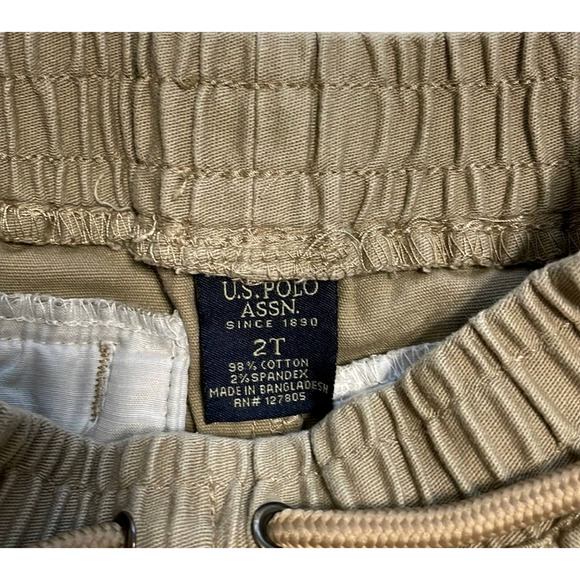 U.S. POLO
ASSN.
SINCE 1890
2T
98% COTTON
2% SPANDEX
MADE IN BANGLADESH
RN# 127805